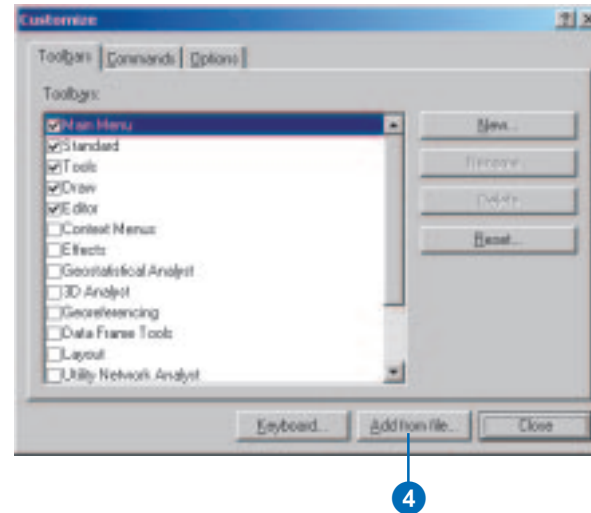 Customize
Toolbars Commands Options
Toolbars:
Main Menu
Standard
Tools
Draw
Editor
Context Menus
Effects
Geostatistical Analyst
3D Analyst
Georeferencing
Data Frame Tools
Layout
Utility Network Analyst
New...
Rename...
Delete
Reset...
Keyboard... Add from file... Close
4